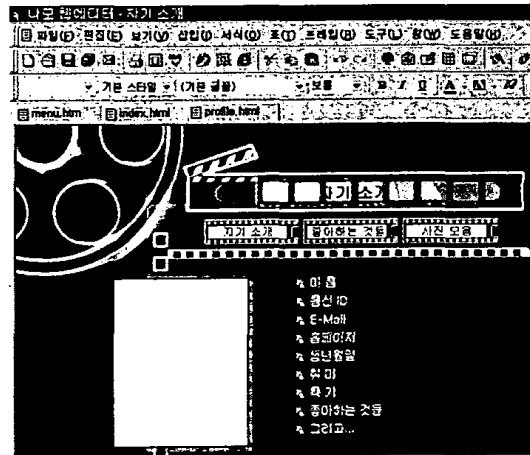 나모 웹에디터 - 자기 소개
파일(F) 편집(E) 보기(V) 삽입(I) 서식(O) 표(T) 프레임(R) 도구(L) 창(W) 도움말(H)
기본 스타일 (기본 글꼴) 보통
menu.htm index.html profile.html
자기 소개
자기 소개 좋아하는 것들 사진 모음
이 름
통신 ID
E-Mail
홈페이지
생년월일
취 미
특 기
좋아하는 것들
그리고...